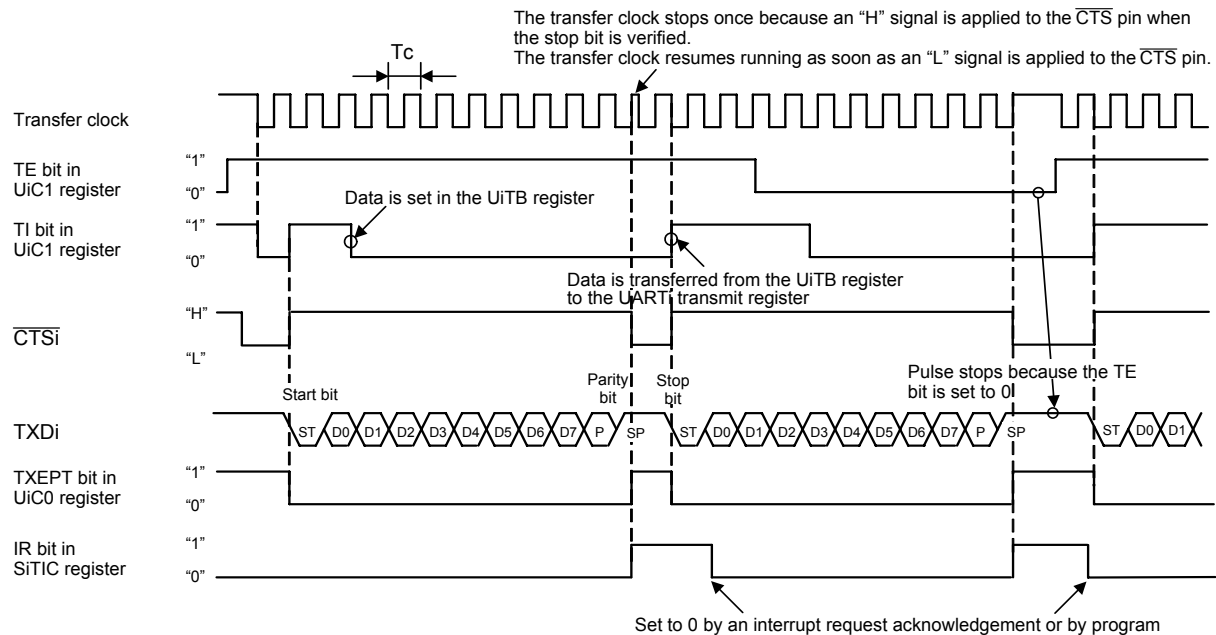 The transfer clock stops once because an “H” signal is applied to the CTS pin when
the stop bit is verified.
The transfer clock resumes running as soon as an “L” signal is applied to the CTS pin.
Tc
Transfer clock
TE bit in
UiC1 register
“1”
“0”
Data is set in the UiTB register
TI bit in
UiC1 register
“1”
“0”
Data is transferred from the UiTB register
to the UARTi transmit register
CTSi
“H”
“L”
Pulse stops because the TE
bit is set to 0
Start bit
Parity
bit
Stop
bit
TXDi
ST D0 D1 D2 D3 D4 D5 D6 D7 P SP ST D0 D1 D2 D3 D4 D5 D6 D7 P SP ST D0 D1
TXEPT bit in
UiC0 register
“1”
“0”
IR bit in
SiTIC register
“1”
“0”
Set to 0 by an interrupt request acknowledgement or by program